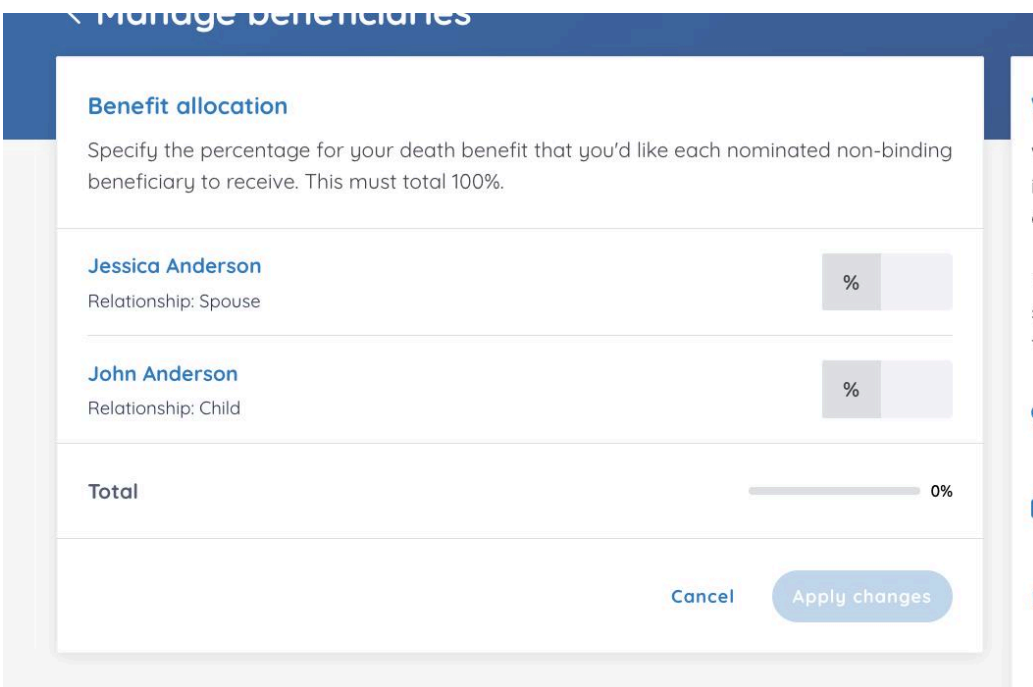 Manage beneficiaries
Benefit allocation
Specify the percentage for your death benefit that you'd like each nominated non-binding
beneficiary to receive. This must total 100%.
Jessica Anderson
Relationship: Spouse
%
John Anderson
Relationship: Child
%
Total
0%
Cancel
Apply changes